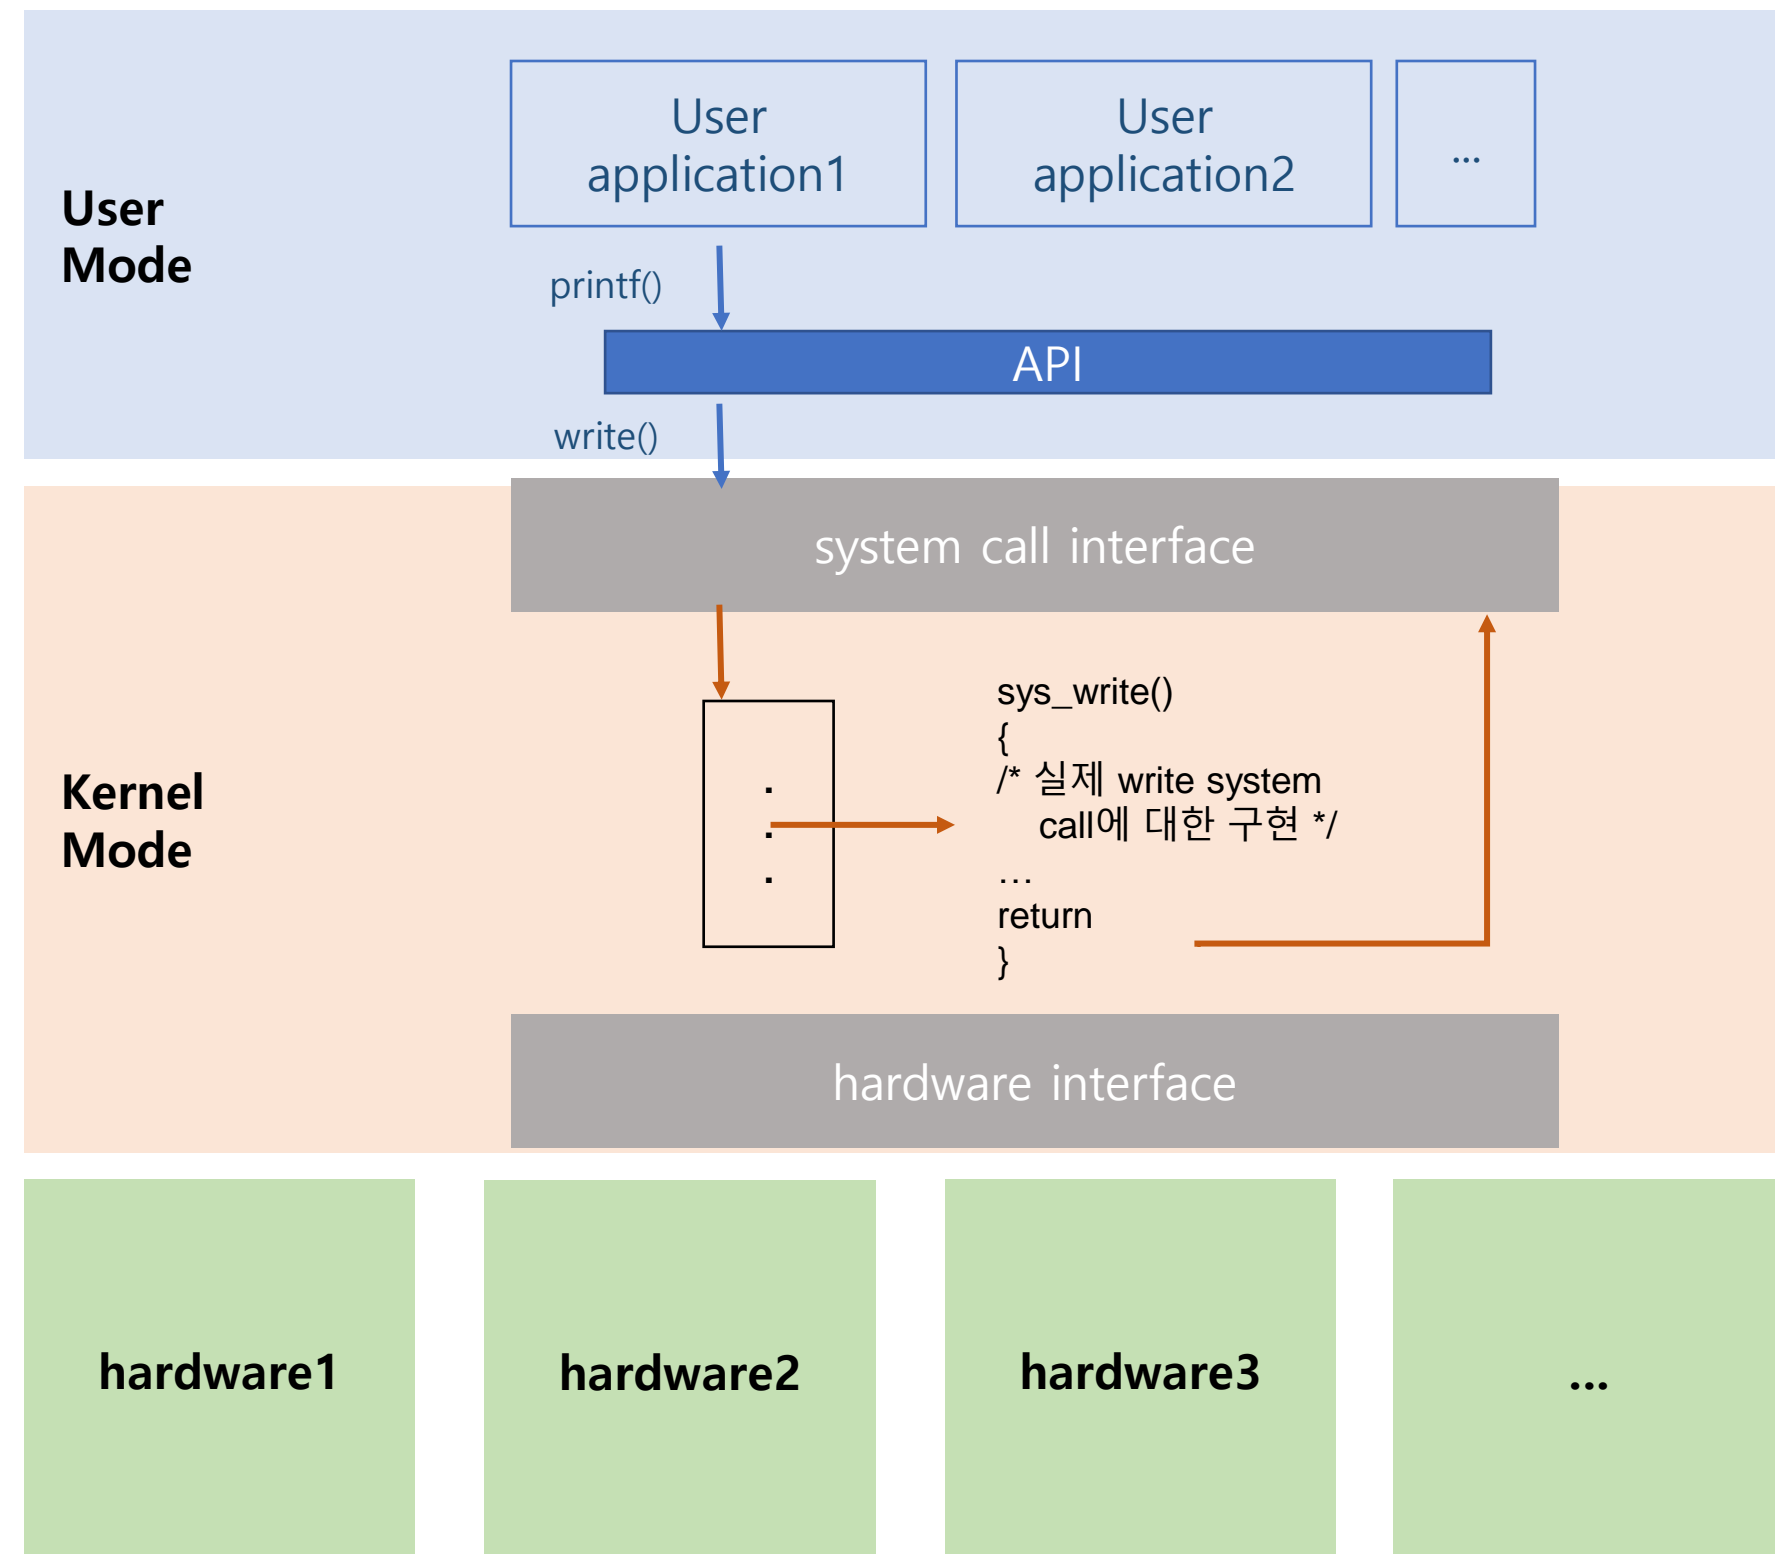 User
application1
User
application2
...
User
Mode
printf()
API
write()
system call interface
Kernel
Mode
.
.
.
sys_write()
{
/* 실제 write system
call에 대한 구현 */
...
return
}
hardware interface
hardware1
hardware2
hardware3
...